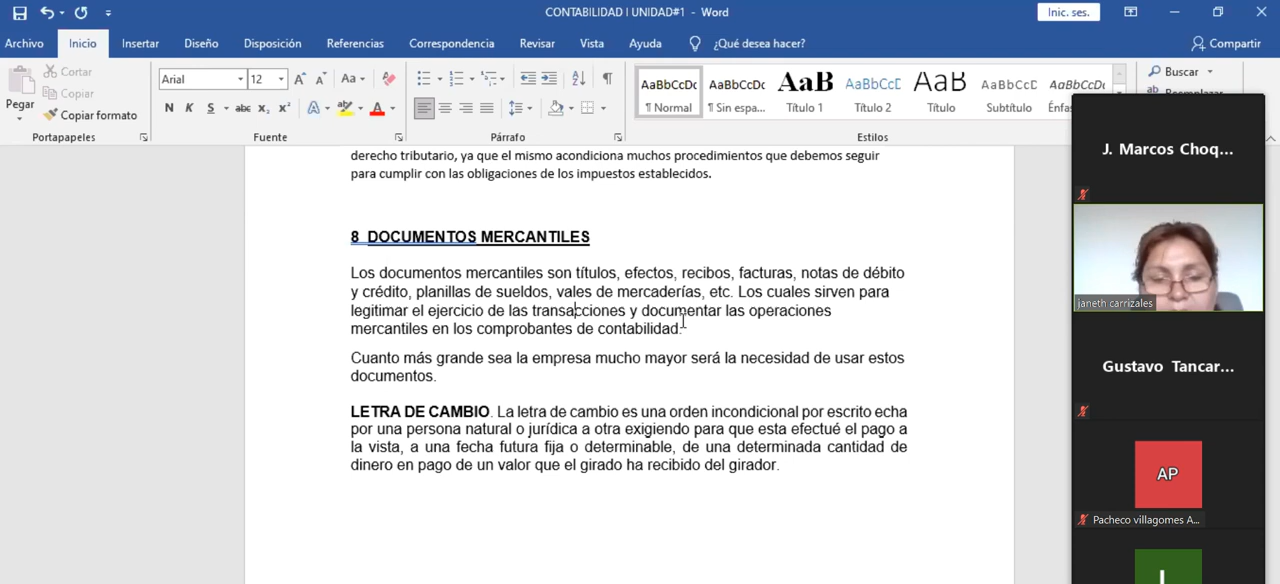 CONTABILIDAD I UNIDAD#1 - Word
Inic. ses.
Archivo Inicio Insertar Diseño Disposición Referencias Correspondencia Revisar Vista Ayuda ¿Qué desea hacer? Compartir
Pegar
Cortar
Copiar
Copiar formato
Portapapeles
Arial 12
Aa
N K S abc x₂ x² A A
Fuente
Párrafo
AaBbCcDc AaBbCcDc AaB AaBbCcD AaB AaBbCcD AaBbCcDc
¶ Normal ¶ Sin espa... Título 1 Título 2 Título Subtítulo Énfas
Estilos
Buscar
derecho tributario, ya que el mismo acondiciona muchos procedimientos que debemos seguir
para cumplir con las obligaciones de los impuestos establecidos.
8 DOCUMENTOS MERCANTILES
Los documentos mercantiles son títulos, efectos, recibos, facturas, notas de débito
y crédito, planillas de sueldos, vales de mercaderías, etc. Los cuales sirven para
legitimar el ejercicio de las transacciones y documentar las operaciones
mercantiles en los comprobantes de contabilidad.
Cuanto más grande sea la empresa mucho mayor será la necesidad de usar estos
documentos.
LETRA DE CAMBIO. La letra de cambio es una orden incondicional por escrito echa
por una persona natural o jurídica a otra exigiendo para que esta efectué el pago a
la vista, a una fecha futura fija o determinable, de una determinada cantidad de
dinero en pago de un valor que el girado ha recibido del girador.
J. Marcos Choq...
janeth carrizales
Gustavo Tancar...
AP
Pacheco villagomes A...
L